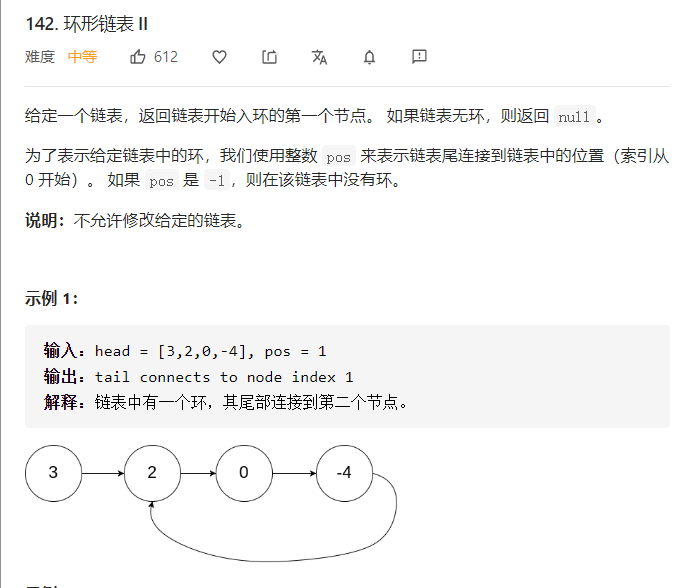 142. 环形链表 II
难度 中等 612
给定一个链表，返回链表开始入环的第一个节点。 如果链表无环，则返回 null。
为了表示给定链表中的环，我们使用整数 pos 来表示链表尾连接到链表中的位置（索引从
0 开始）。 如果 pos 是 -1，则在该链表中没有环。
说明：不允许修改给定的链表。
示例 1：
输入：head = [3,2,0,-4], pos = 1
输出：tail connects to node index 1
解释：链表中有一个环，其尾部连接到第二个节点。
3 2 0 -4